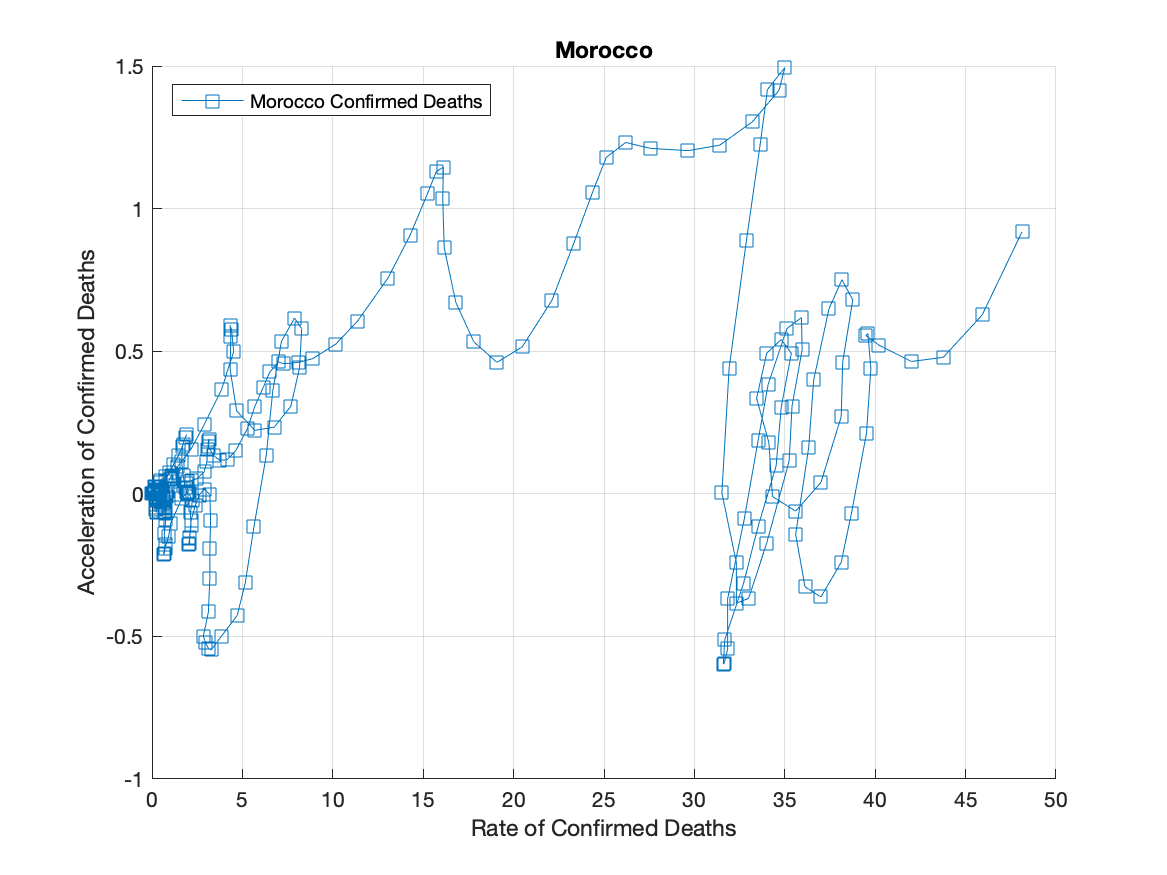 Morocco
Morocco Confirmed Deaths
1.5
1
0.5
0
-0.5
-1
Acceleration of Confirmed Deaths
0 5 10 15 20 25 30 35 40 45 50
Rate of Confirmed Deaths